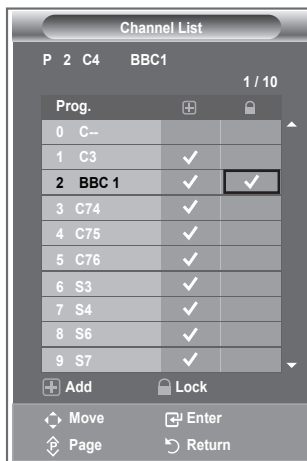 Channel List
P 2 C4 BBC1
1 / 10
Prog.
0 C--
1 C3
2 BBC 1
3 C74
4 C75
5 C76
6 S3
7 S4
8 S6
9 S7
Add Lock
Move Enter
Page Return